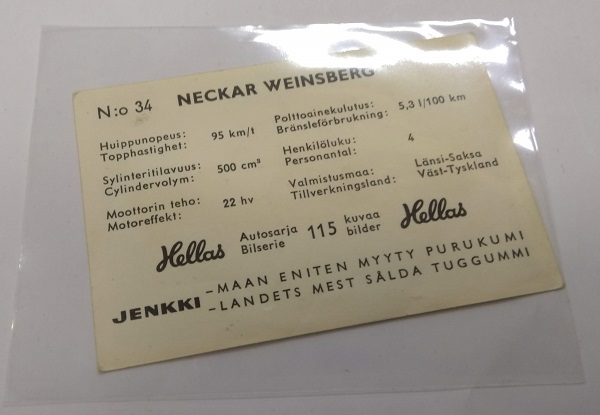 N:o 34 NECKAR WEINSBERG
Huippunopeus: 95 km/t
Topphastighet:
Polttoainekulutus: 5,3 l/100 km
Bränsleförbrukning:
Sylinteritilavuus: 500 cm³
Cylindervolym:
Henkilöluku: 4
Personantal:
Moottorin teho: 22 hv
Motoreffekt:
Valmistusmaa: Länsi-Saksa
Tillverkningsland: Väst-Tyskland
Hellas Autosarja 115 kuvaa Hellas
Bilserie bilder
JENKKI –MAAN ENITEN MYYTY PURUKUMI
–LANDETS MEST SÅLDA TUGGUMMI